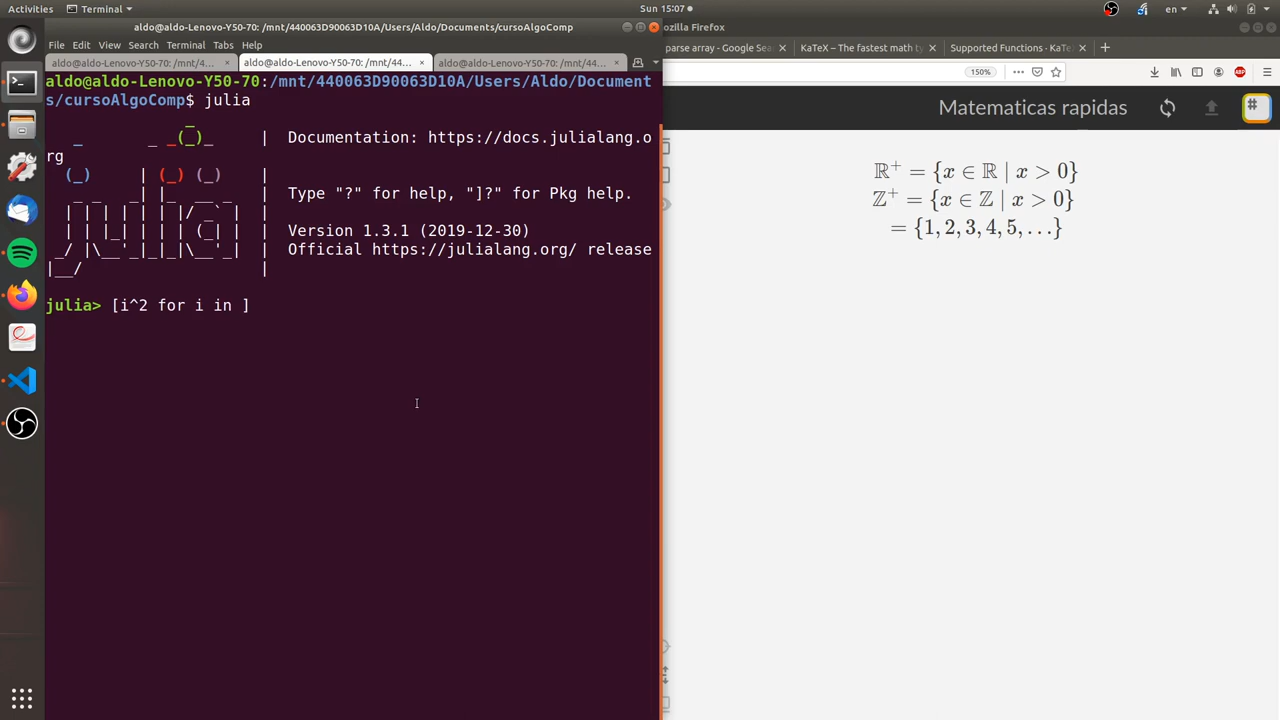 Activities
Terminal
Sun 15:07
en
aldo@aldo-Lenovo-Y50-70: /mnt/440063D90063D10A/Users/Aldo/Documents/cursoAlgoComp
ozilla Firefox
File Edit View Search Terminal Tabs Help
aldo@aldo-Lenovo-Y50-70: /mnt/4...
aldo@aldo-Lenovo-Y50-70: /mnt/44...
aldo@aldo-Lenovo-Y50-70: /mnt/44...
parse array - Google Sea
KaTeX – The fastest math ty
Supported Functions · KaTeX
150%
ABP
aldo@aldo-Lenovo-Y50-70:/mnt/440063D90063D10A/Users/Aldo/Document
s/cursoAlgoComp$ julia
Documentation: https://docs.julialang.o
rg
Type "?" for help, "]?" for Pkg help.
Version 1.3.1 (2019-12-30)
Official https://julialang.org/ release
julia> [i^2 for i in ]
Matematicas rapidas
#
ℝ⁺ = {x ∈ ℝ | x > 0}
ℤ⁺ = {x ∈ ℤ | x > 0}
= {1, 2, 3, 4, 5, …}